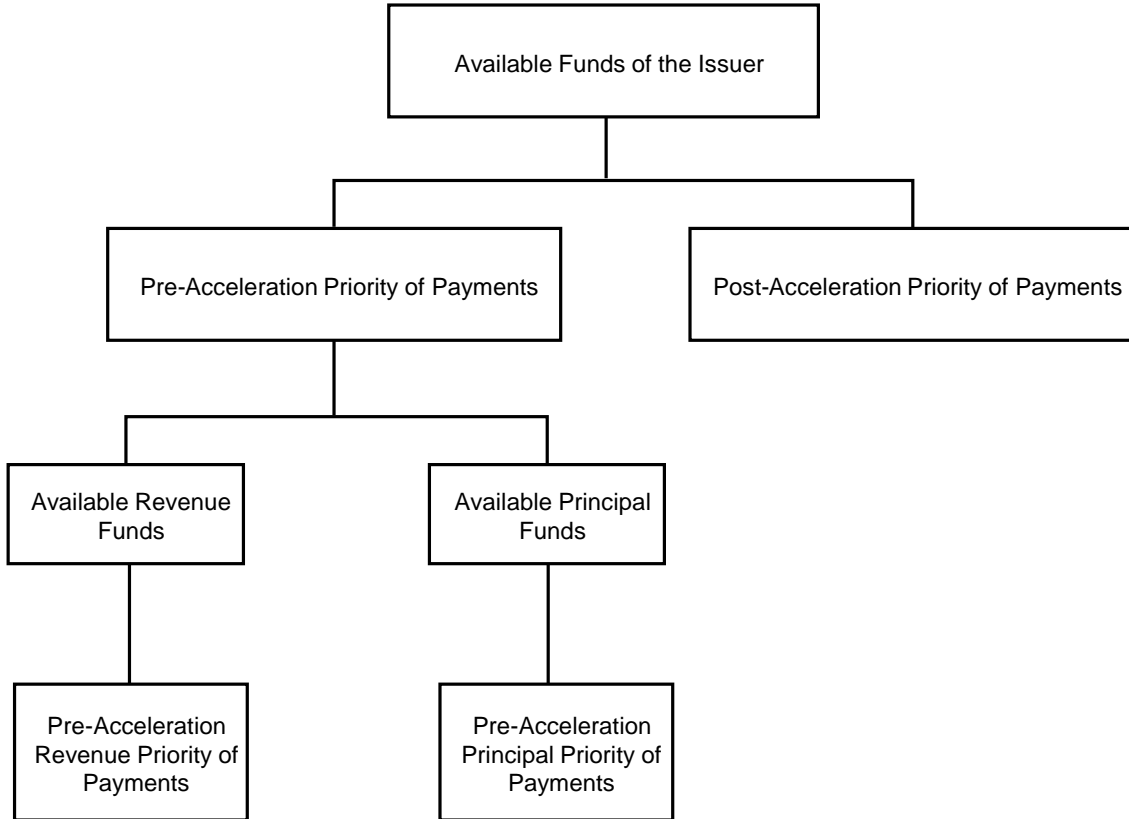 Available Funds of the Issuer
Pre-Acceleration Priority of Payments
Post-Acceleration Priority of Payments
Available Revenue
Funds
Available Principal
Funds
Pre-Acceleration
Revenue Priority of
Payments
Pre-Acceleration
Principal Priority of
Payments